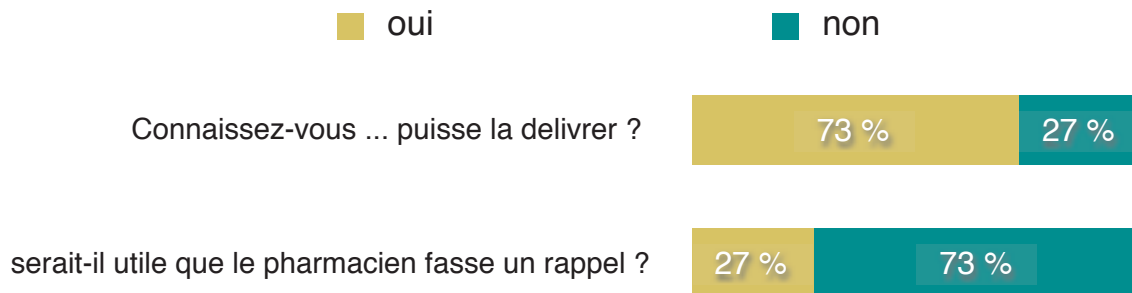 oui non
Connaissez-vous ... puisse la delivrer ? 73 % 27 %
serait-il utile que le pharmacien fasse un rappel ? 27 % 73 %